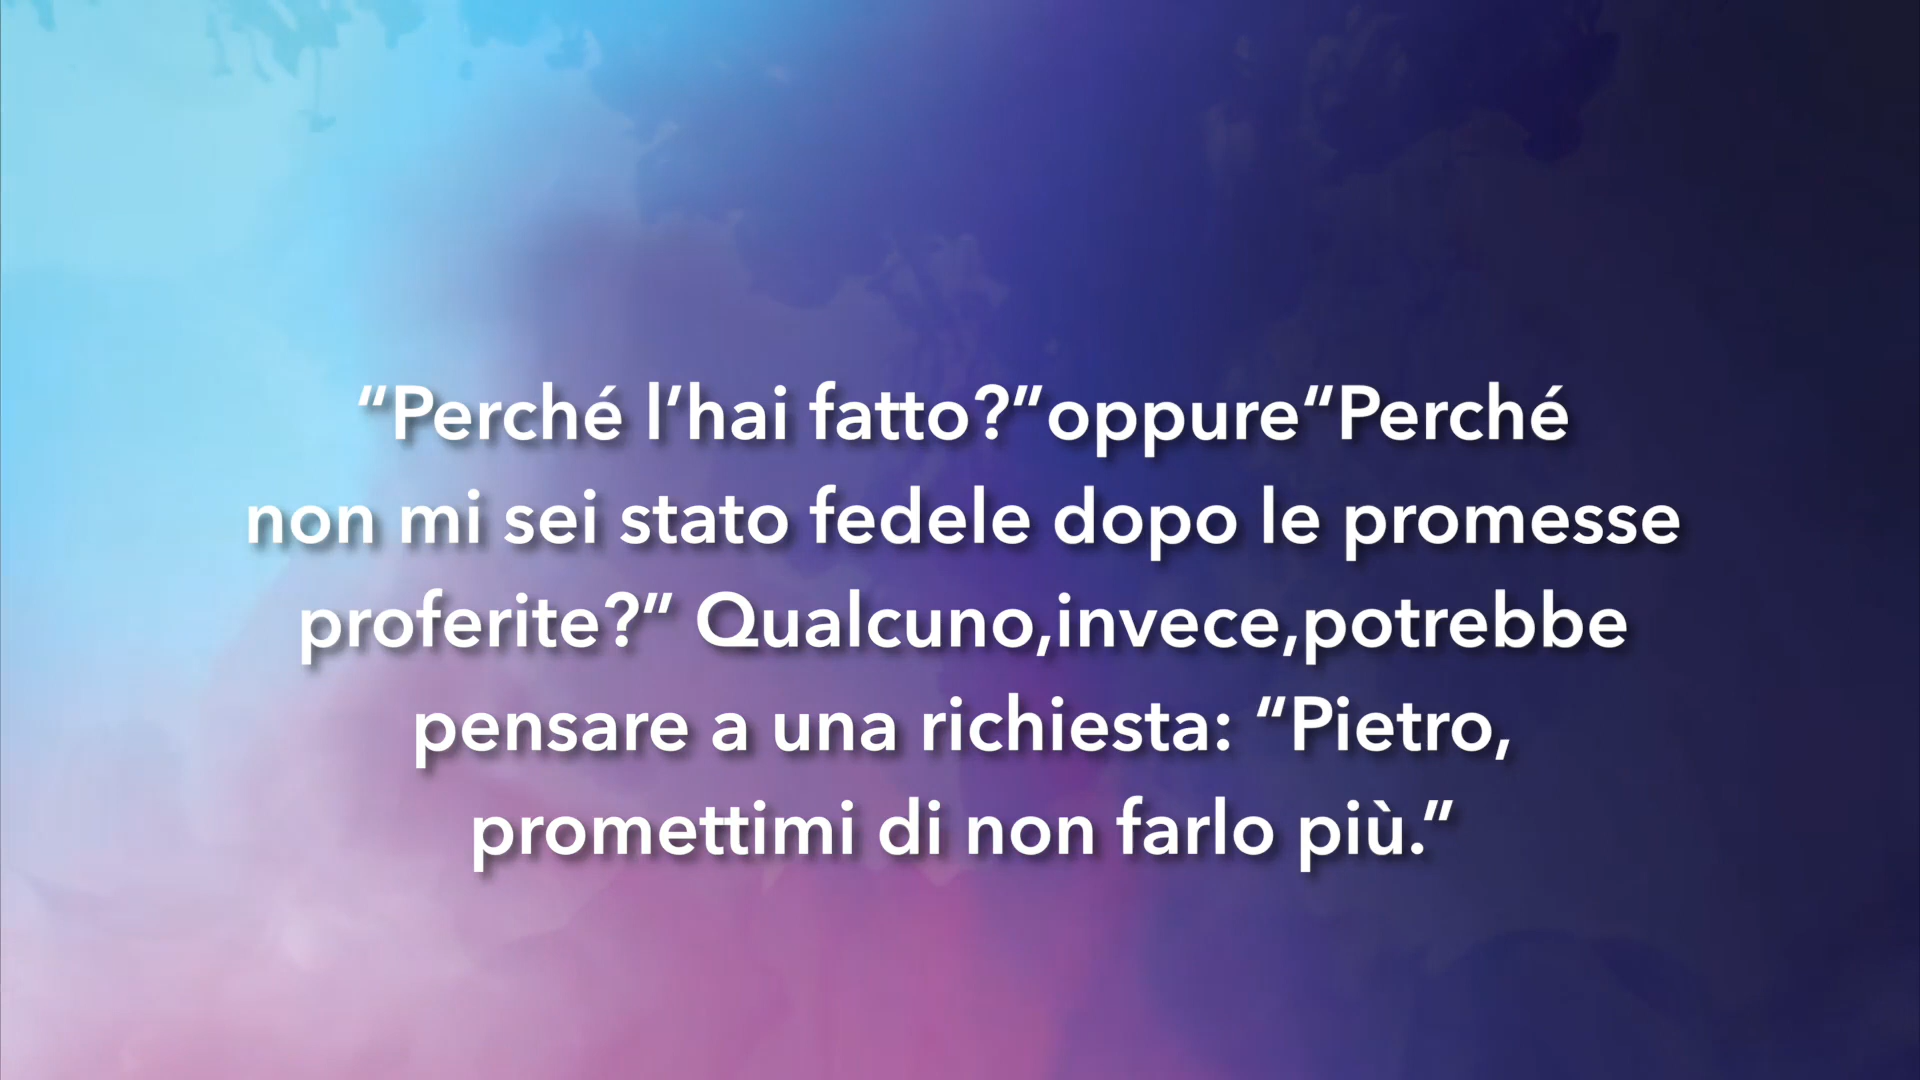 “Perché l’hai fatto?”oppure“Perché
non mi sei stato fedele dopo le promesse
proferite?” Qualcuno,invece,potrebbe
pensare a una richiesta: “Pietro,
promettimi di non farlo più.”